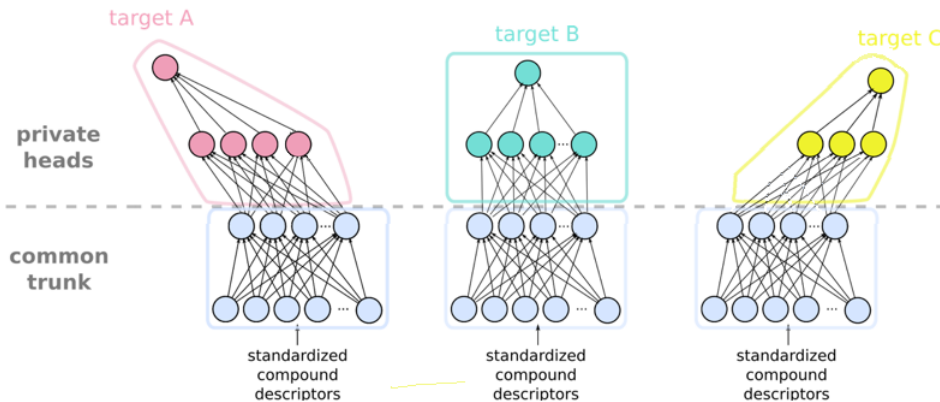 target A
target B
target C
private
heads
...
common
trunk
...
...
...
...
...
...
standardized
compound
descriptors
standardized
compound
descriptors
standardized
compound
descriptors